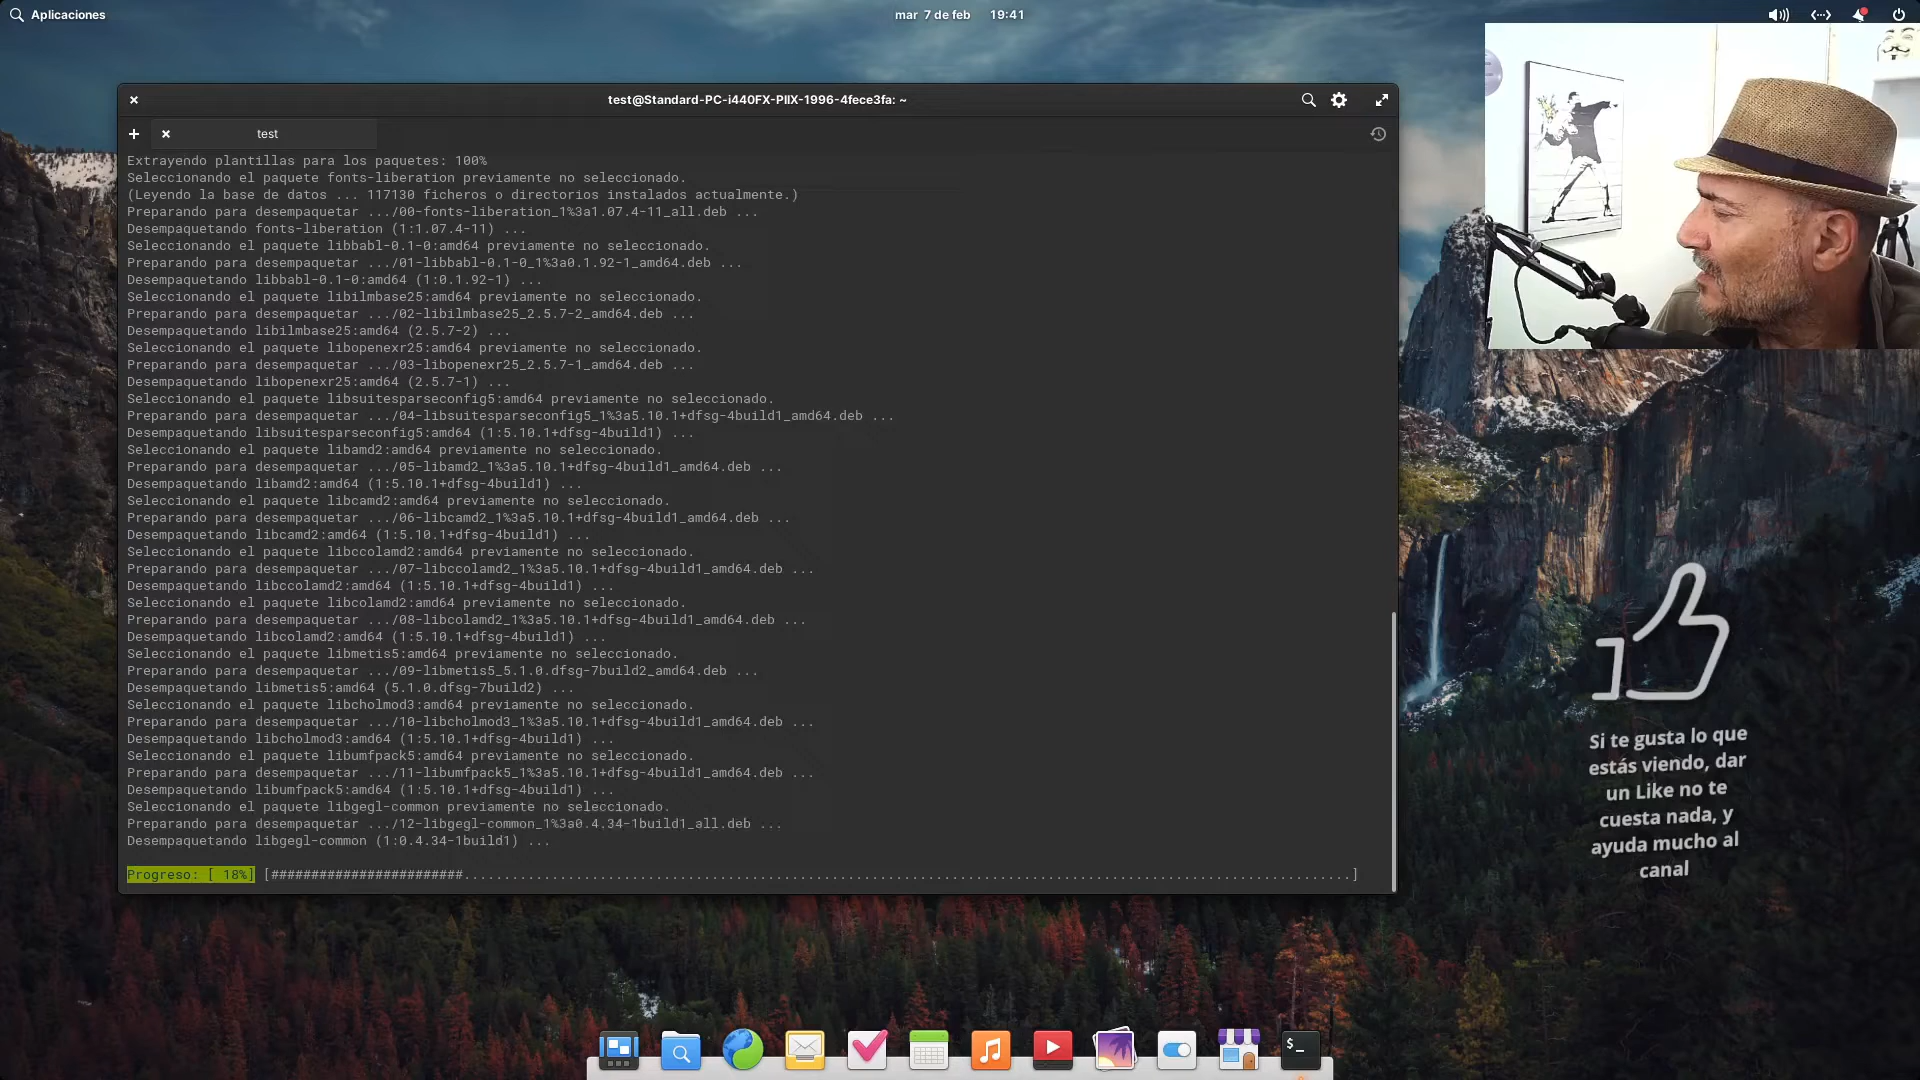 Aplicaciones
mar 7 de feb 19:41
test@Standard-PC-i440FX-PIIX-1996-4fece3fa: ~
test
Extrayendo plantillas para los paquetes: 100%
Seleccionando el paquete fonts-liberation previamente no seleccionado.
(Leyendo la base de datos ... 117130 ficheros o directorios instalados actualmente.)
Preparando para desempaquetar .../00-fonts-liberation_1%3a1.07.4-11_all.deb ...
Desempaquetando fonts-liberation (1:1.07.4-11) ...
Seleccionando el paquete libbabl-0.1-0:amd64 previamente no seleccionado.
Preparando para desempaquetar .../01-libbabl-0.1-0_1%3a0.1.92-1_amd64.deb ...
Desempaquetando libbabl-0.1-0:amd64 (1:0.1.92-1) ...
Seleccionando el paquete libilmbase25:amd64 previamente no seleccionado.
Preparando para desempaquetar .../02-libilmbase25_2.5.7-2_amd64.deb ...
Desempaquetando libilmbase25:amd64 (2.5.7-2) ...
Seleccionando el paquete libopenexr25:amd64 previamente no seleccionado.
Preparando para desempaquetar .../03-libopenexr25_2.5.7-1_amd64.deb ...
Desempaquetando libopenexr25:amd64 (2.5.7-1) ...
Seleccionando el paquete libsuitesparseconfig5:amd64 previamente no seleccionado.
Preparando para desempaquetar .../04-libsuitesparseconfig5_1%3a5.10.1+dfsg-4build1_amd64.deb ...
Desempaquetando libsuitesparseconfig5:amd64 (1:5.10.1+dfsg-4build1) ...
Seleccionando el paquete libamd2:amd64 previamente no seleccionado.
Preparando para desempaquetar .../05-libamd2_1%3a5.10.1+dfsg-4build1_amd64.deb ...
Desempaquetando libamd2:amd64 (1:5.10.1+dfsg-4build1) ...
Seleccionando el paquete libcamd2:amd64 previamente no seleccionado.
Preparando para desempaquetar .../06-libcamd2_1%3a5.10.1+dfsg-4build1_amd64.deb ...
Desempaquetando libcamd2:amd64 (1:5.10.1+dfsg-4build1) ...
Seleccionando el paquete libccolamd2:amd64 previamente no seleccionado.
Preparando para desempaquetar .../07-libccolamd2_1%3a5.10.1+dfsg-4build1_amd64.deb ...
Desempaquetando libccolamd2:amd64 (1:5.10.1+dfsg-4build1) ...
Seleccionando el paquete libcolamd2:amd64 previamente no seleccionado.
Preparando para desempaquetar .../08-libcolamd2_1%3a5.10.1+dfsg-4build1_amd64.deb ...
Desempaquetando libcolamd2:amd64 (1:5.10.1+dfsg-4build1) ...
Seleccionando el paquete libmetis5:amd64 previamente no seleccionado.
Preparando para desempaquetar .../09-libmetis5_5.1.0.dfsg-7build2_amd64.deb ...
Desempaquetando libmetis5:amd64 (5.1.0.dfsg-7build2) ...
Seleccionando el paquete libcholmod3:amd64 previamente no seleccionado.
Preparando para desempaquetar .../10-libcholmod3_1%3a5.10.1+dfsg-4build1_amd64.deb ...
Desempaquetando libcholmod3:amd64 (1:5.10.1+dfsg-4build1) ...
Seleccionando el paquete libumfpack5:amd64 previamente no seleccionado.
Preparando para desempaquetar .../11-libumfpack5_1%3a5.10.1+dfsg-4build1_amd64.deb ...
Desempaquetando libumfpack5:amd64 (1:5.10.1+dfsg-4build1) ...
Seleccionando el paquete libgegl-common previamente no seleccionado.
Preparando para desempaquetar .../12-libgegl-common_1%3a0.4.34-1build1_all.deb ...
Desempaquetando libgegl-common (1:0.4.34-1build1) ...
Progreso: [ 18%] [########################...............................................................................................................]
Si te gusta lo que
estás viendo, dar
un Like no te
cuesta nada, y
ayuda mucho al
canal
$_